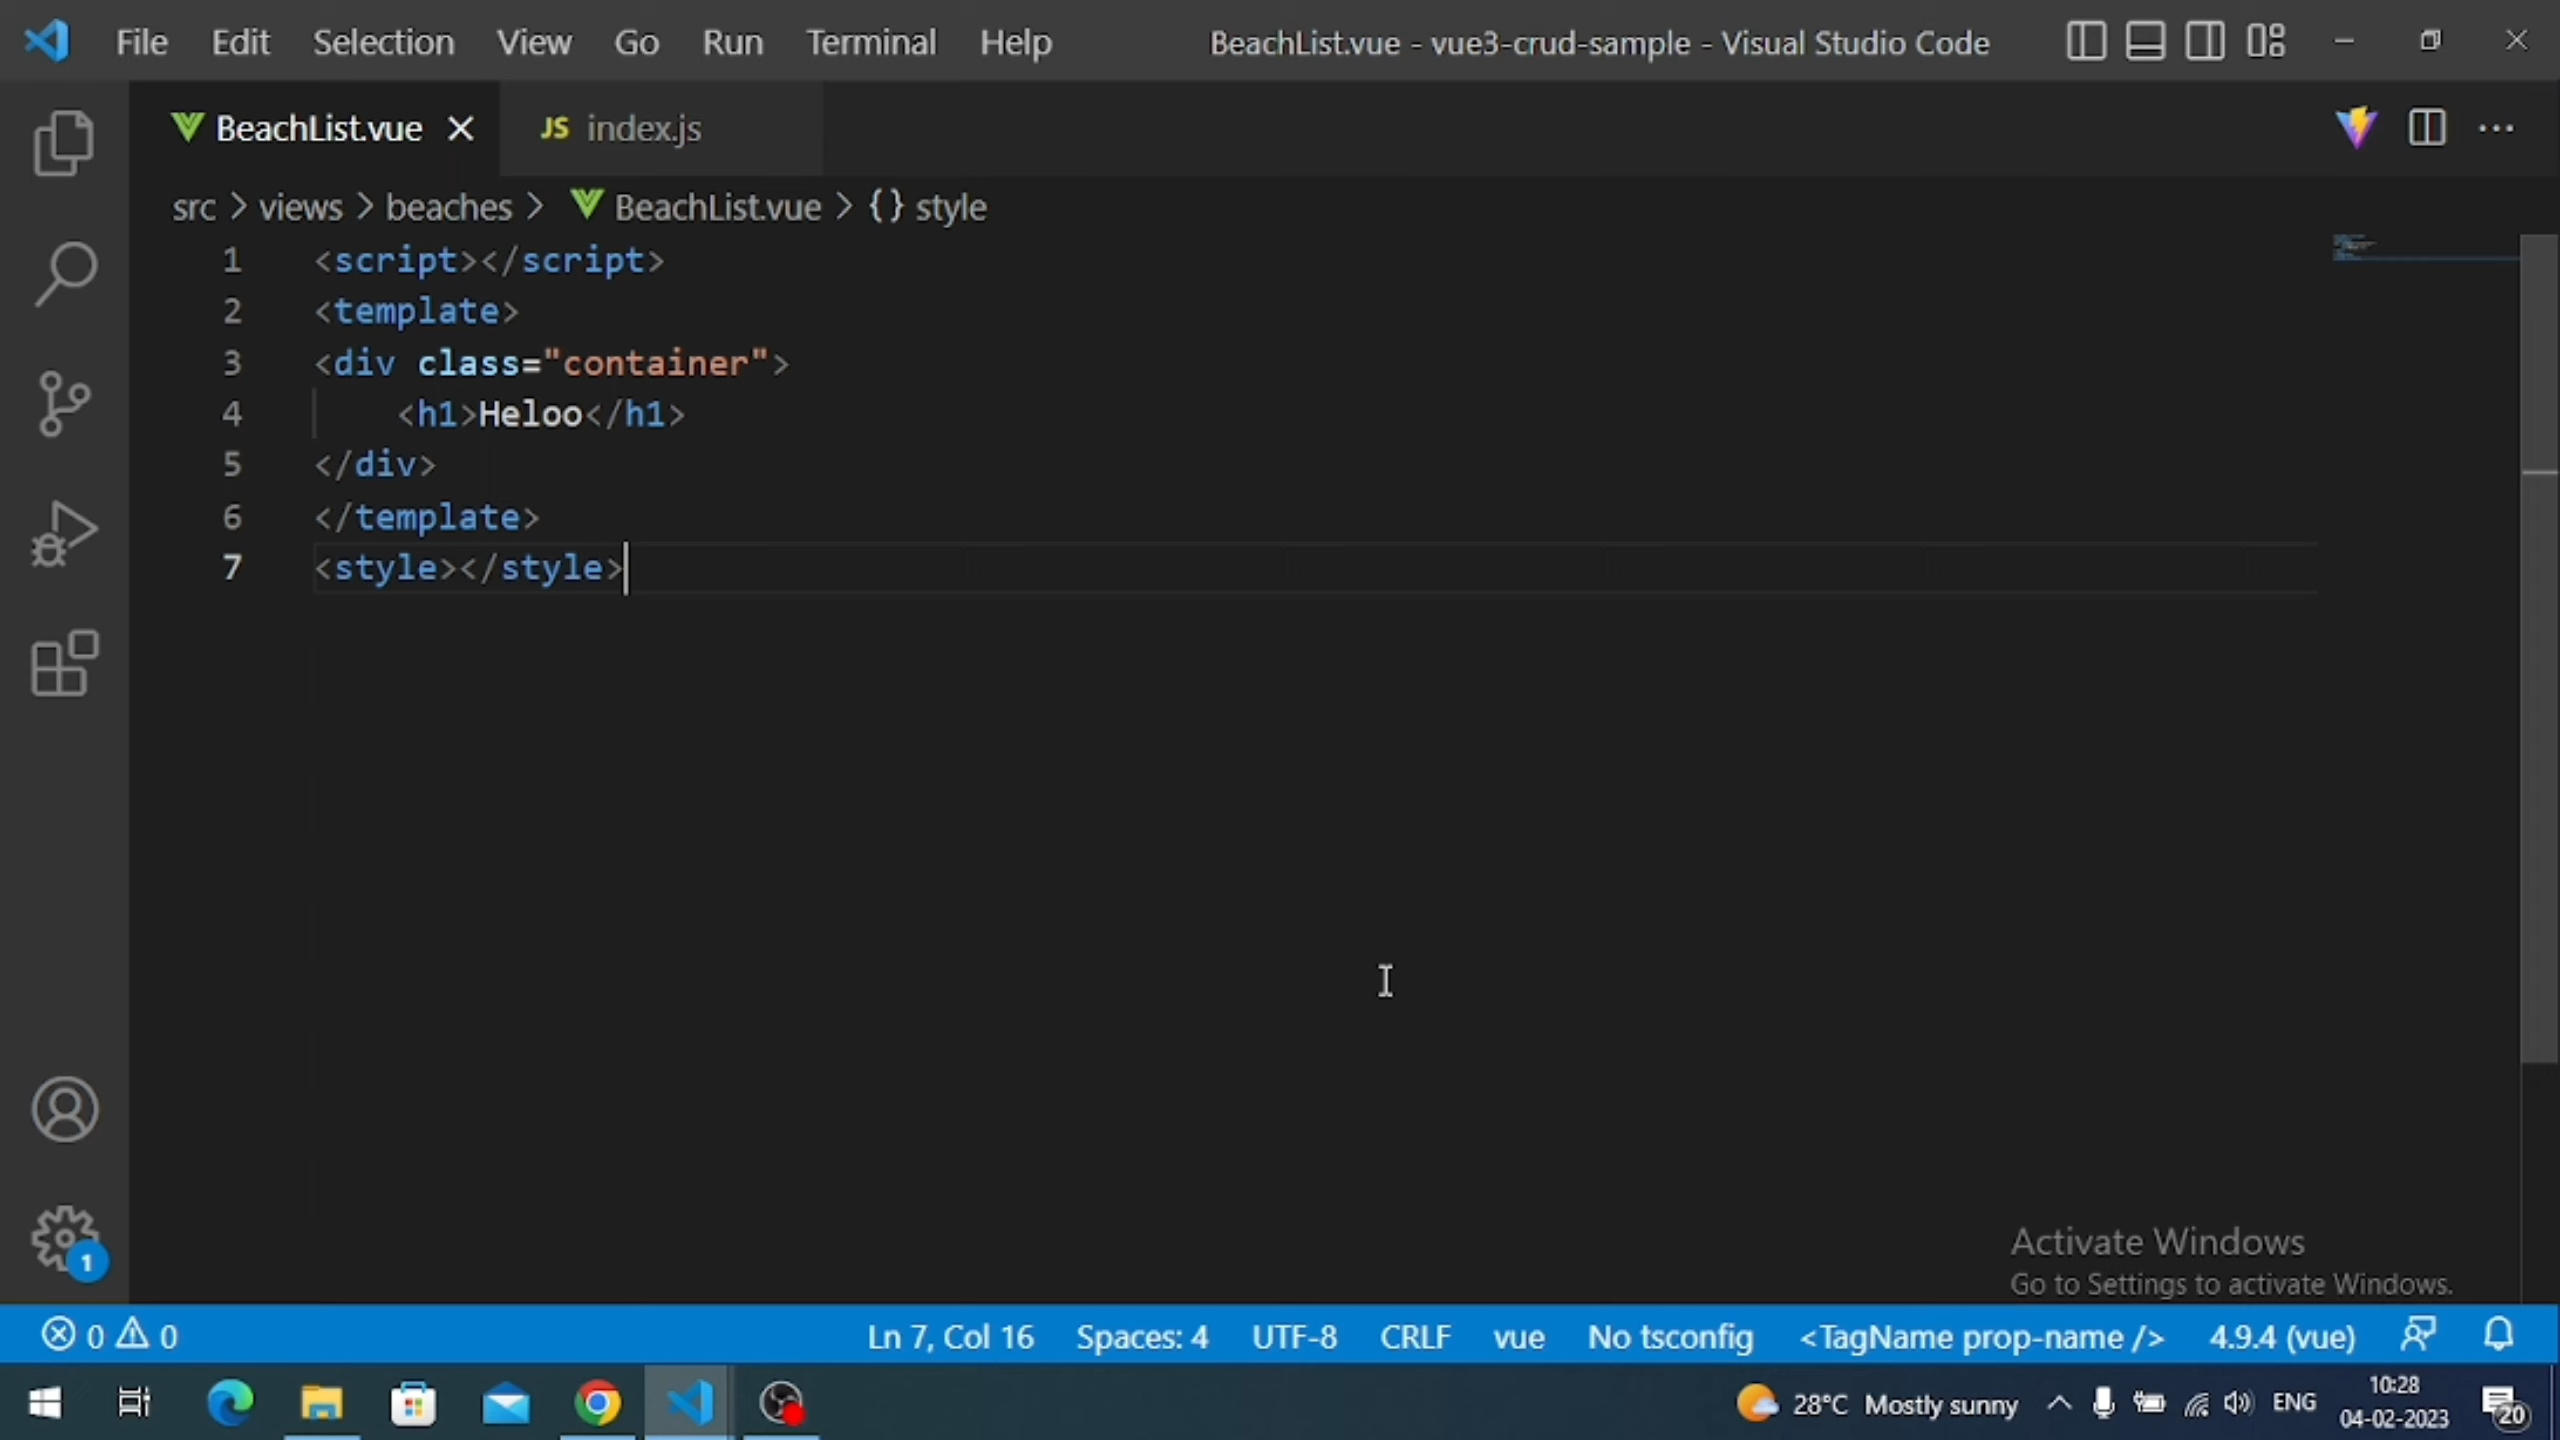 File Edit Selection View Go Run Terminal Help BeachList.vue - vue3-crud-sample - Visual Studio Code
BeachList.vue JS index.js
src > views > beaches > BeachList.vue > {} style
1 <script></script>
2 <template>
3 <div class="container">
4 <h1>Heloo</h1>
5 </div>
6 </template>
7 <style></style>
1
Activate Windows
Go to Settings to activate Windows.
0 0 Ln 7, Col 16 Spaces: 4 UTF-8 CRLF vue No tsconfig <TagName prop-name /> 4.9.4 (vue)
28°C Mostly sunny ENG 10:28
04-02-2023 20